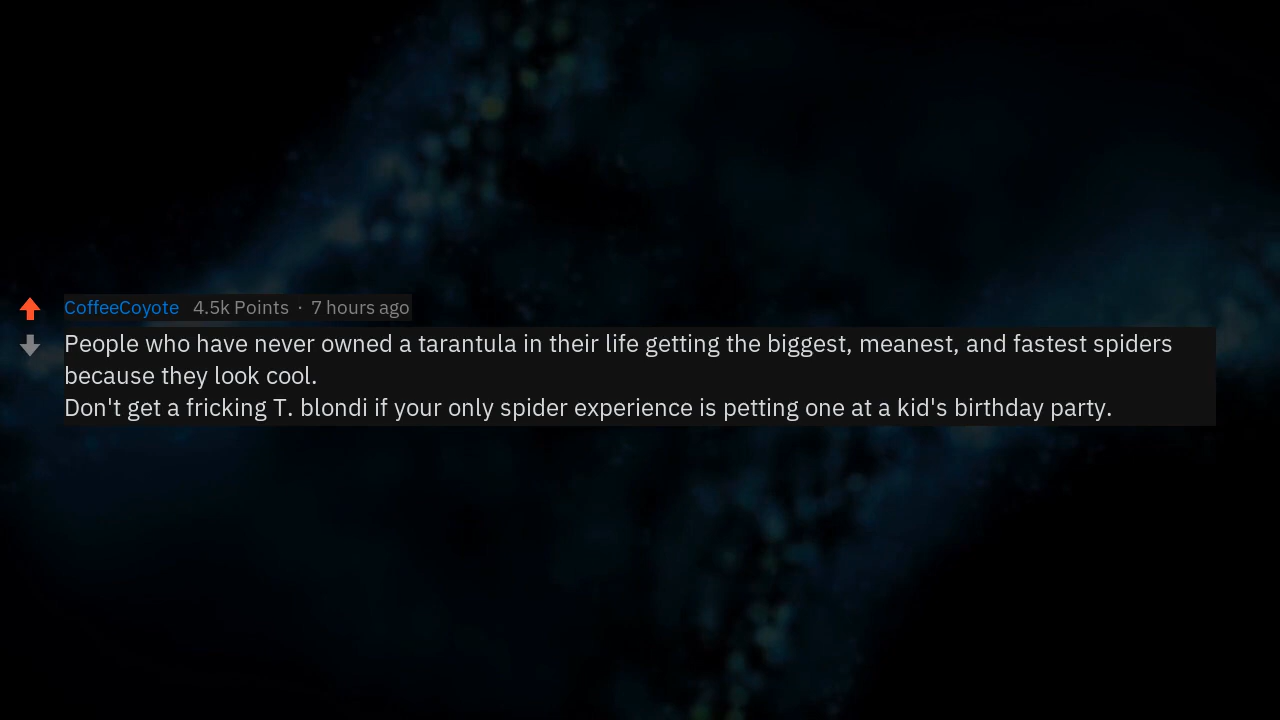 CoffeeCoyote 4.5k Points · 7 hours ago
People who have never owned a tarantula in their life getting the biggest, meanest, and fastest spiders
because they look cool.
Don't get a fricking T. blondi if your only spider experience is petting one at a kid's birthday party.